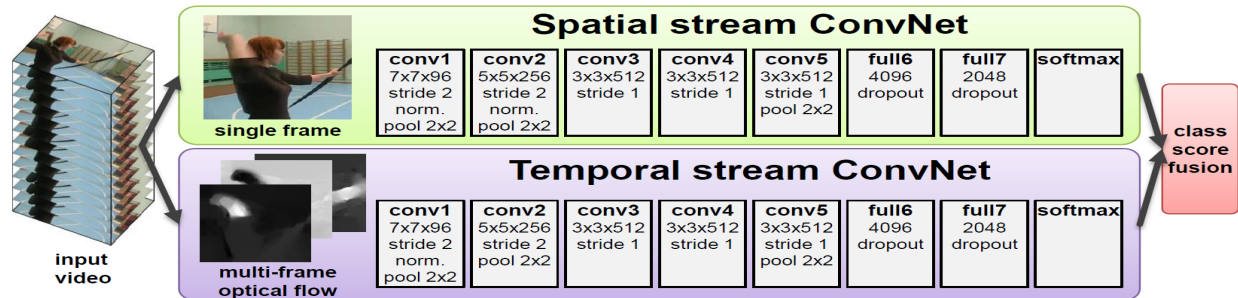 Spatial stream ConvNet
single frame
conv1
7x7x96
stride 2
norm.
pool 2x2
conv2
5x5x256
stride 2
norm.
pool 2x2
conv3
3x3x512
stride 1
conv4
3x3x512
stride 1
conv5
3x3x512
stride 1
pool 2x2
full6
4096
dropout
full7
2048
dropout
softmax
Temporal stream ConvNet
multi-frame
optical flow
conv1
7x7x96
stride 2
norm.
pool 2x2
conv2
5x5x256
stride 2
pool 2x2
conv3
3x3x512
stride 1
conv4
3x3x512
stride 1
conv5
3x3x512
stride 1
pool 2x2
full6
4096
dropout
full7
2048
dropout
softmax
input
video
class
score
fusion